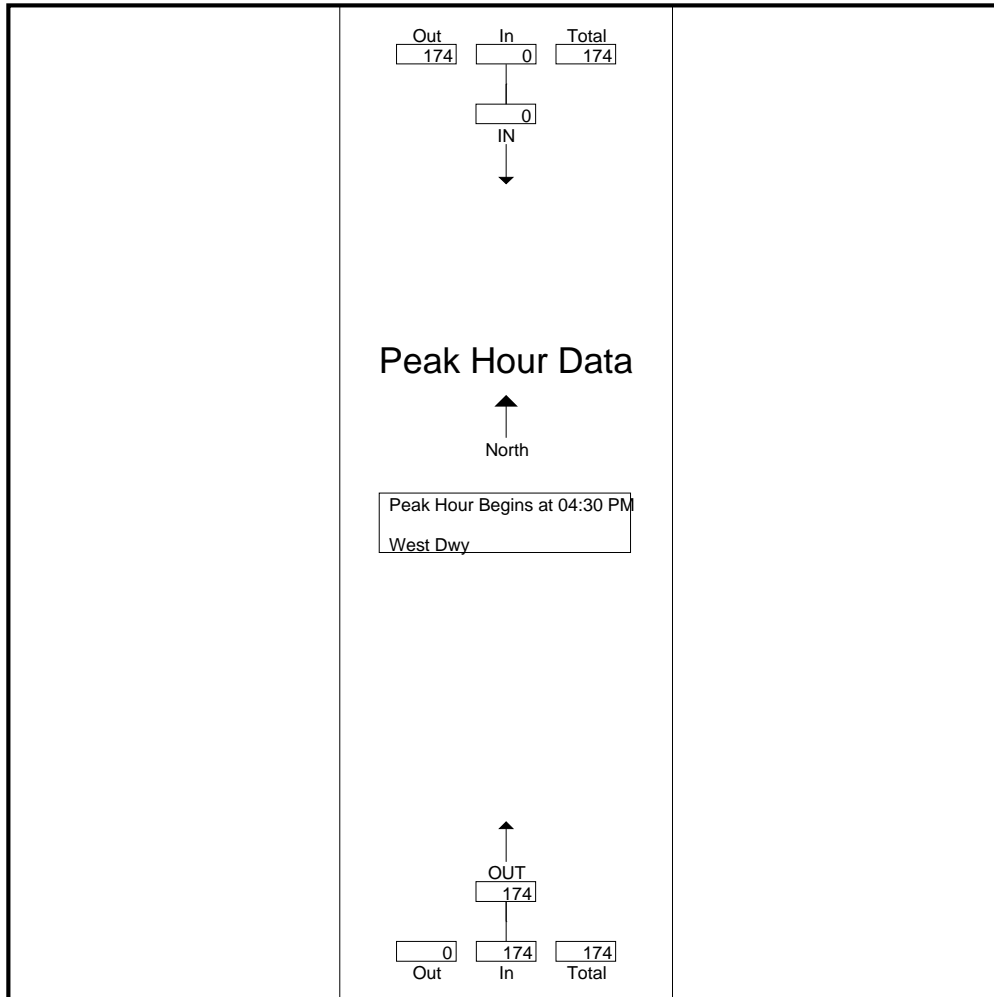 Out In Total
174 0 174
0
IN
Peak Hour Data
North
Peak Hour Begins at 04:30 PM
West Dwy
OUT
174
0 174 174
Out In Total